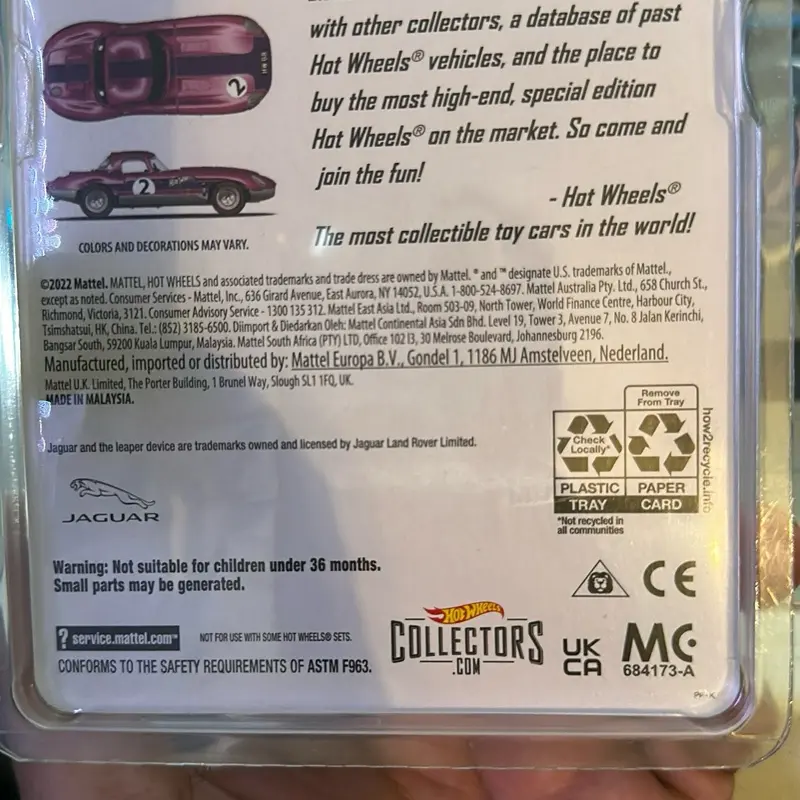 with other collectors, a database of past
Hot Wheels® vehicles, and the place to
buy the most high-end, special edition
Hot Wheels® on the market. So come and
join the fun!
- Hot Wheels®
The most collectible toy cars in the world!
2
2
COLORS AND DECORATIONS MAY VARY.
©2022 Mattel. MATTEL, HOT WHEELS and associated trademarks and trade dress are owned by Mattel. ® and ™ designate U.S. trademarks of Mattel,
except as noted. Consumer Services - Mattel, Inc., 636 Girard Avenue, East Aurora, NY 14052, U.S.A. 1-800-524-8697. Mattel Australia Pty. Ltd., 658 Church St.,
Richmond, Victoria, 3121. Consumer Advisory Service - 1300 135 312. Mattel East Asia Ltd., Room 503-09, North Tower, World Finance Centre, Harbour City,
Tsimshatsui, HK, China. Tel.: (852) 3185-6500. Diimport & Diedarkan Oleh: Mattel Continental Asia Sdn Bhd. Level 19, Tower 3, Avenue 7, No. 8 Jalan Kerinchi,
Bangsar South, 59200 Kuala Lumpur, Malaysia. Mattel South Africa (PTY) LTD, Office 102 I3, 30 Melrose Boulevard, Johannesburg 2196.
Manufactured, imported or distributed by: Mattel Europa B.V., Gondel 1, 1186 MJ Amstelveen, Nederland.
Mattel U.K. Limited, The Porter Building, 1 Brunel Way, Slough SL1 1FQ, UK.
MADE IN MALAYSIA.
Jaguar and the leaper device are trademarks owned and licensed by Jaguar Land Rover Limited.
JAGUAR
Remove
From Tray
Check
Locally*
PLASTIC
PAPER
TRAY
CARD
how2recycle.info
*Not recycled in
all communities
Warning: Not suitable for children under 36 months.
Small parts may be generated.
CE
? service.mattel.com™
NOT FOR USE WITH SOME HOT WHEELS® SETS.
CONFORMS TO THE SAFETY REQUIREMENTS OF ASTM F963.
HOT WHEELS
COLLECTORS
.COM
UK
CA
MC
684173-A